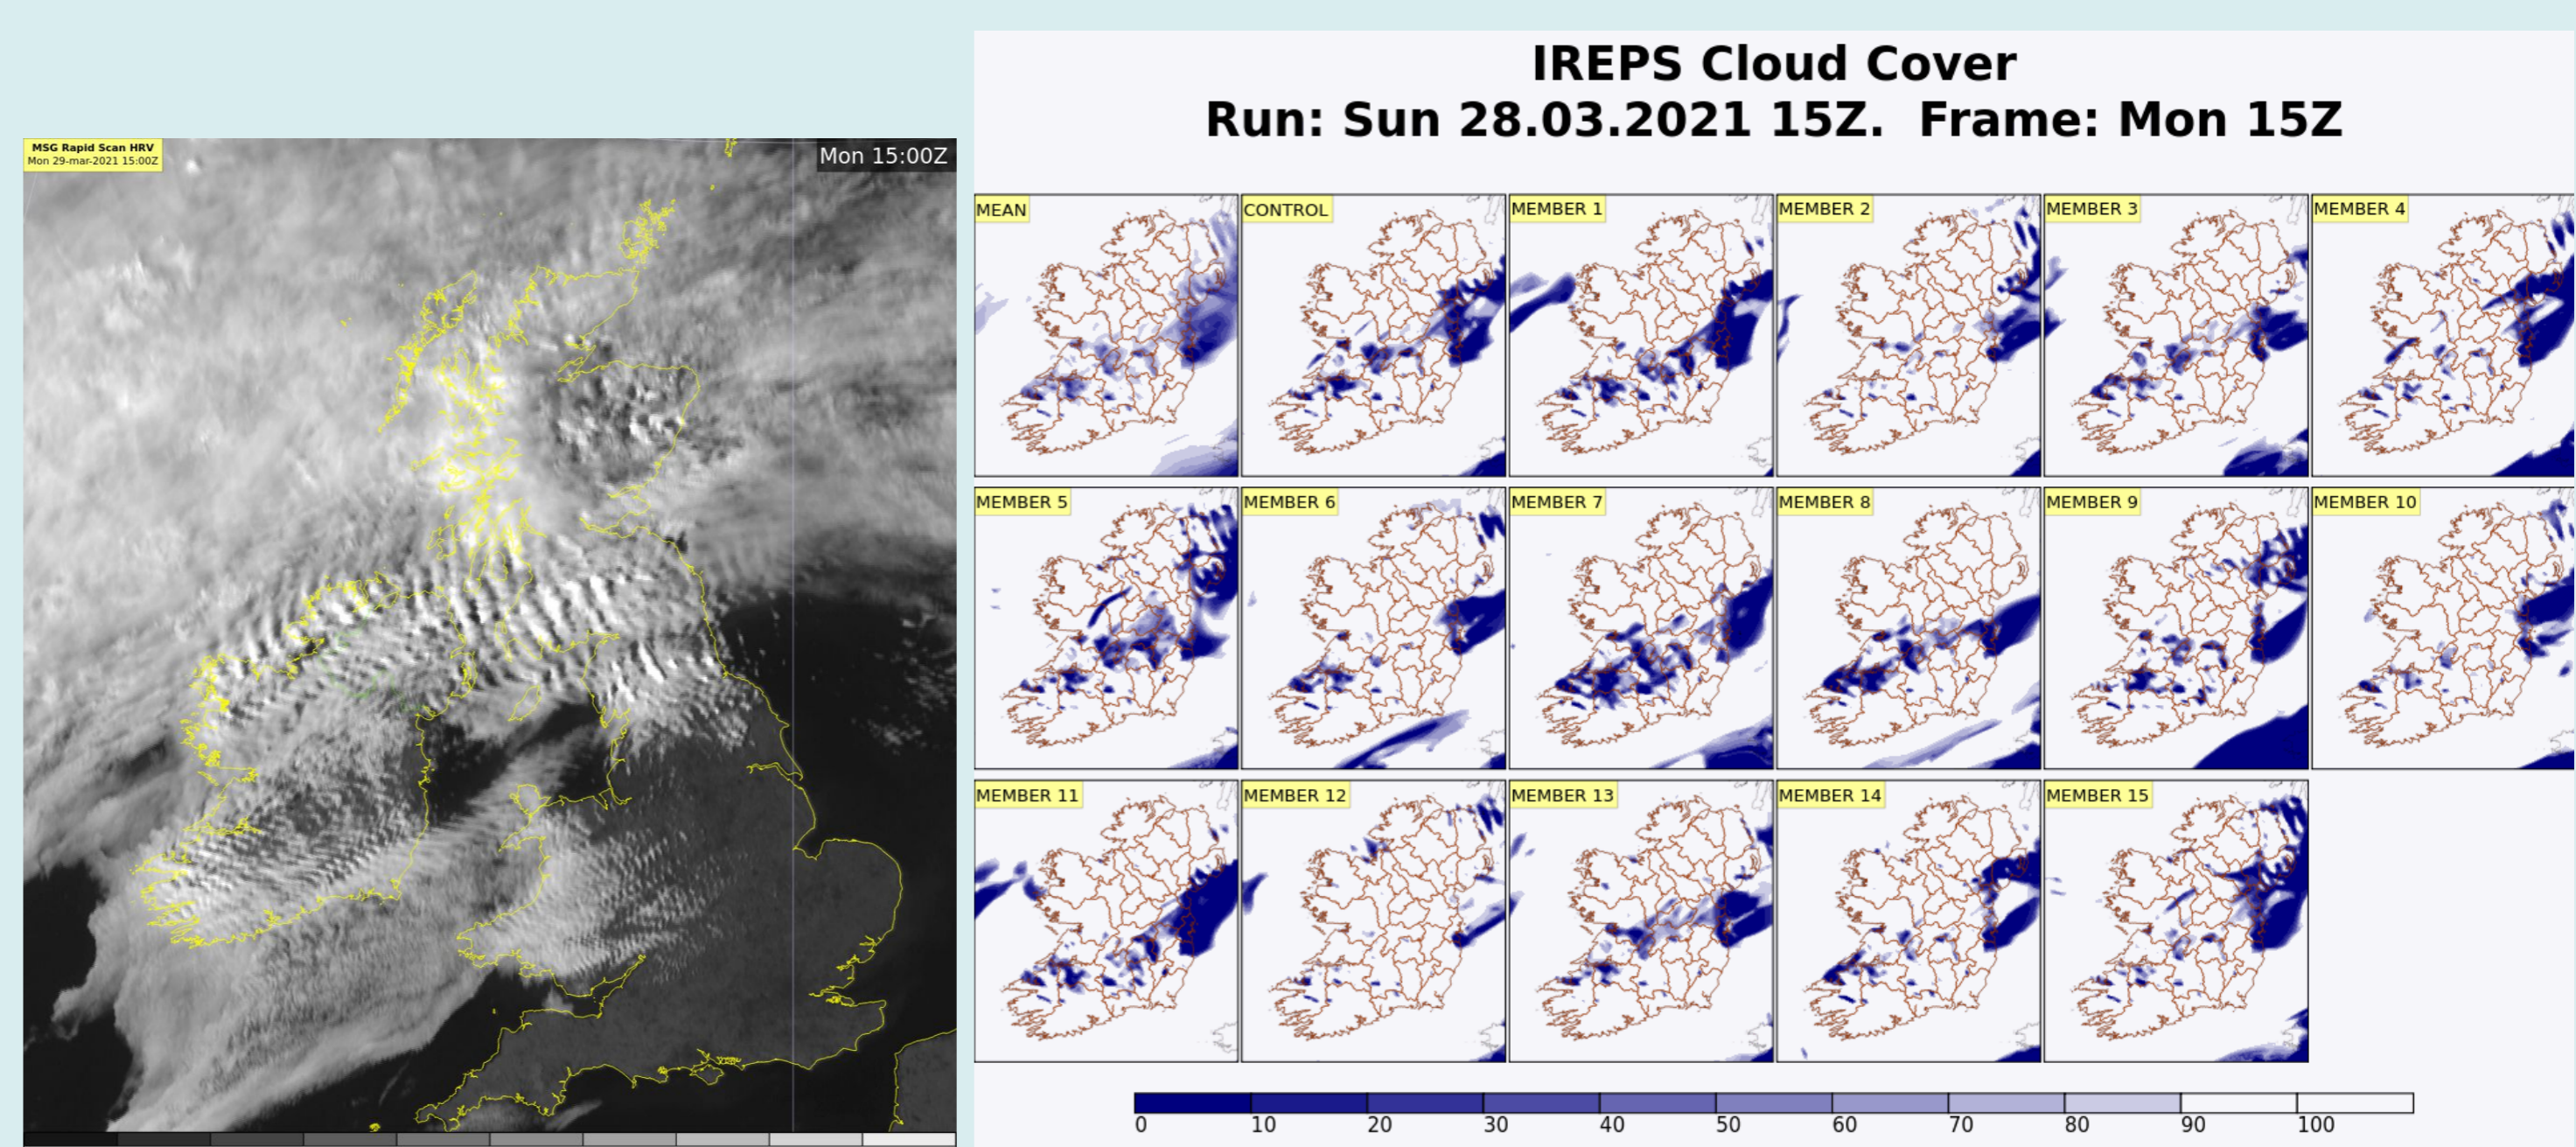 IREPS Cloud Cover
Run: Sun 28.03.2021 15Z.  Frame: Mon 15Z
MSG Rapid Scan HRV
Mon 29-mar-2021 15:00Z
Mon 15:00Z
MEAN
CONTROL
MEMBER 1
MEMBER 2
MEMBER 3
MEMBER 4
MEMBER 5
MEMBER 6
MEMBER 7
MEMBER 8
MEMBER 9
MEMBER 10
MEMBER 11
MEMBER 12
MEMBER 13
MEMBER 14
MEMBER 15
0 10 20 30 40 50 60 70 80 90 100